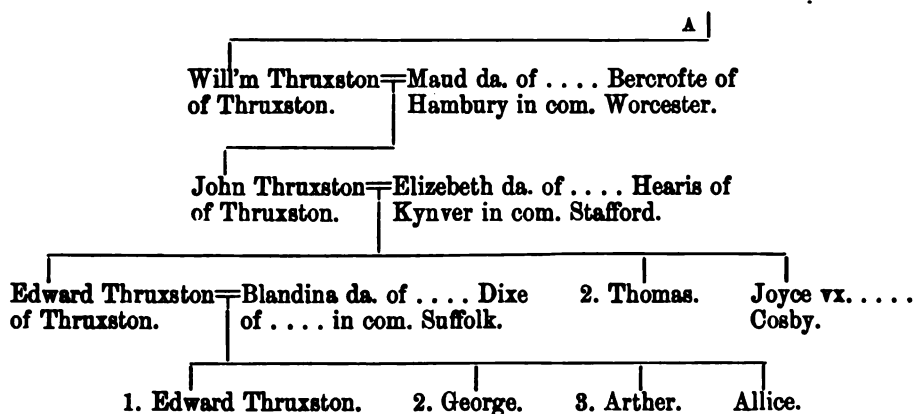 A
Will'm Thruxston=Maud da. of .... Bercrofte of
of Thruxston. Hambury in com. Worcester.
John Thruxston=Elizebeth da. of .... Hearis of
of Thruxston. Kynver in com. Stafford.
Edward Thruxston=Blandina da. of .... Dixe 2. Thomas. Joyce vx.....
of Thruxston. of .... in com. Suffolk. Cosby.
1. Edward Thruxston. 2. George. 3. Arther. Allice.